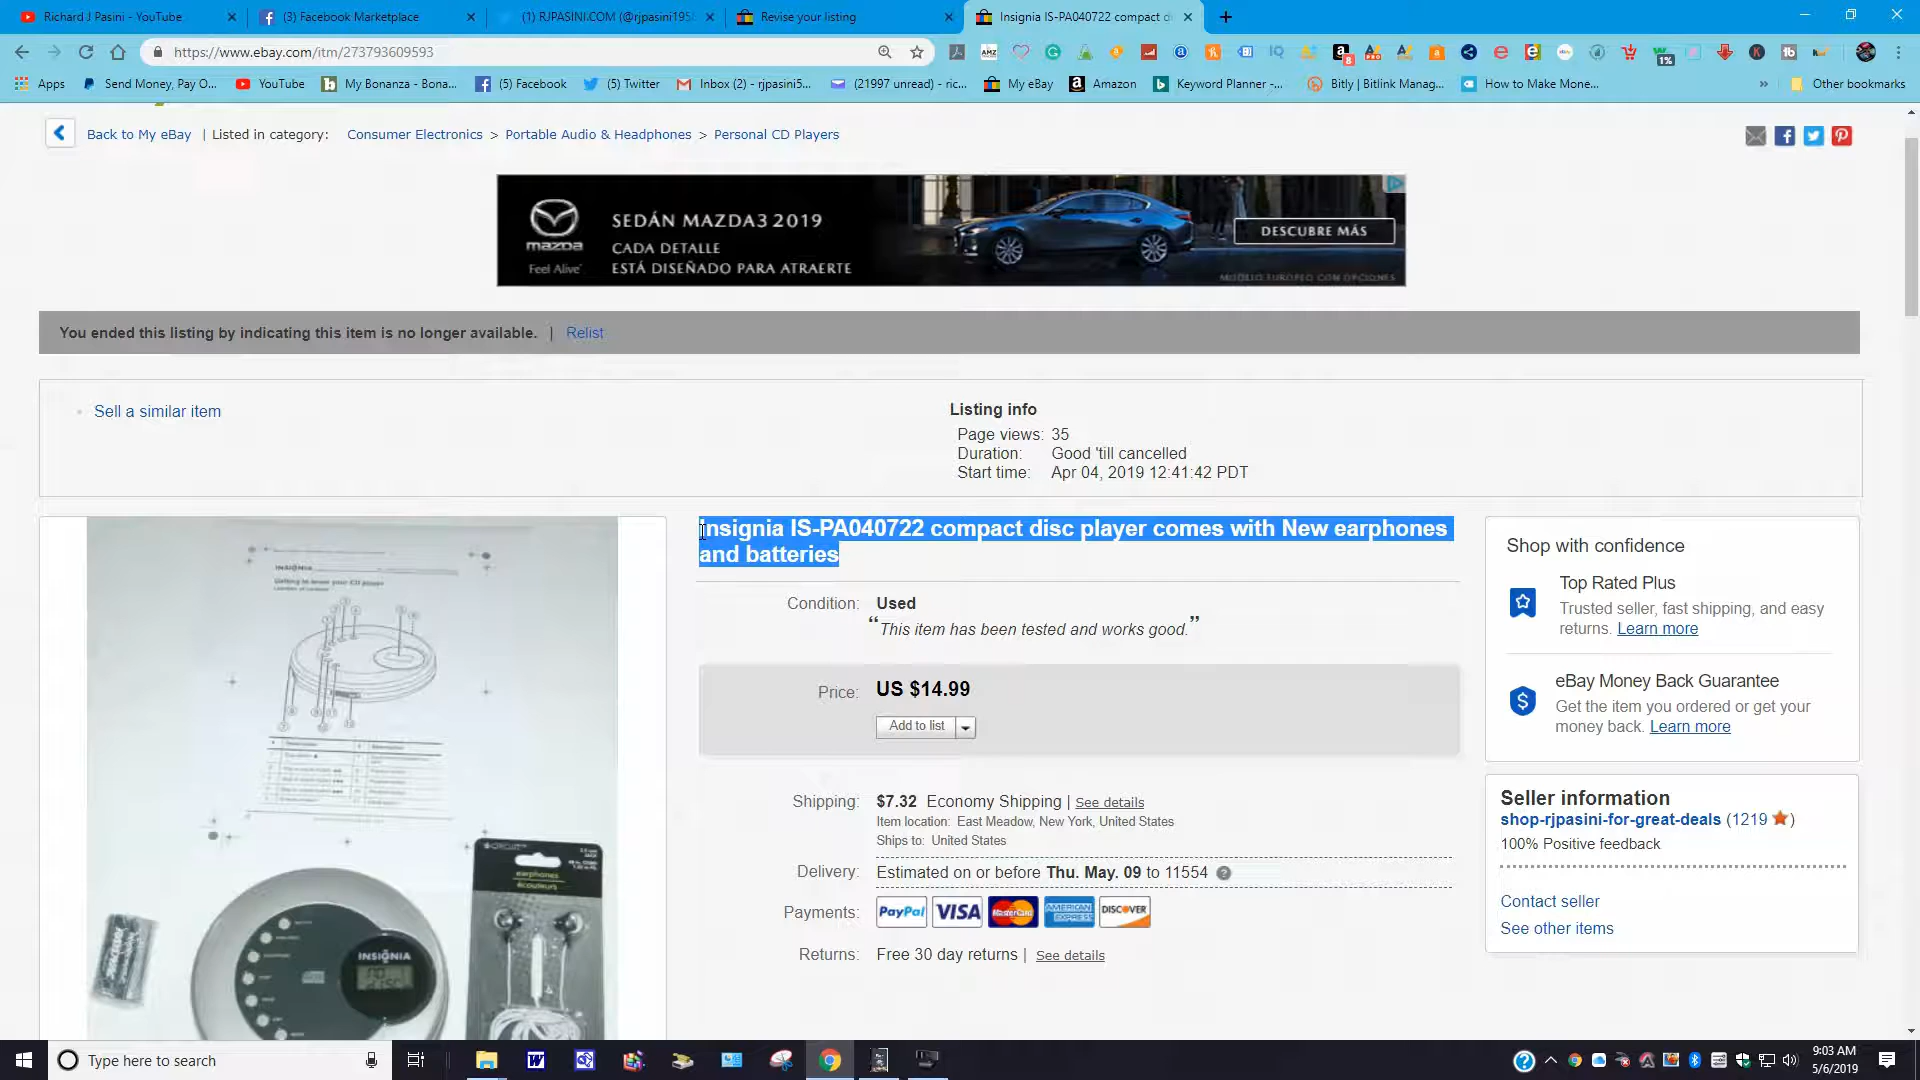 Richard J Pasini - YouTube
(3) Facebook Marketplace
(1) RJPASINI.COM (@rjpasini195
Revise your listing
Insignia IS-PA040722 compact d
https://www.ebay.com/itm/273793609593
Apps
Send Money, Pay O...
YouTube
My Bonanza - Bona...
(5) Facebook
(5) Twitter
Inbox (2) - rjpasini5...
(21997 unread) - ric...
My eBay
Amazon
Keyword Planner -...
Bitly | Bitlink Manag...
How to Make Mone...
»
Other bookmarks
Back to My eBay | Listed in category: Consumer Electronics > Portable Audio & Headphones > Personal CD Players
mazda
Feel Alive
SEDÁN MAZDA3 2019
CADA DETALLE
ESTÁ DISEÑADO PARA ATRAERTE
DESCUBRE MÁS
MODELO EUROPEO CON OPCIONES
You ended this listing by indicating this item is no longer available. | Relist
Sell a similar item
Listing info
Page views: 35
Duration: Good 'till cancelled
Start time: Apr 04, 2019 12:41:42 PDT
Insignia IS-PA040722 compact disc player comes with New earphones
and batteries
Condition: Used
“This item has been tested and works good.”
Price: US $14.99
Add to list
Shipping: $7.32 Economy Shipping | See details
Item location: East Meadow, New York, United States
Ships to: United States
Delivery: Estimated on or before Thu. May. 09 to 11554
Payments: PayPal VISA MasterCard AMERICAN EXPRESS DISCOVER
Returns: Free 30 day returns | See details
Shop with confidence
Top Rated Plus
Trusted seller, fast shipping, and easy
returns. Learn more
eBay Money Back Guarantee
Get the item you ordered or get your
money back. Learn more
Seller information
shop-rjpasini-for-great-deals (1219)
100% Positive feedback
Contact seller
See other items
INSIGNIA
Getting to know your CD player
earphones
écouteurs
INSIGNIA
Type here to search
9:03 AM
5/6/2019